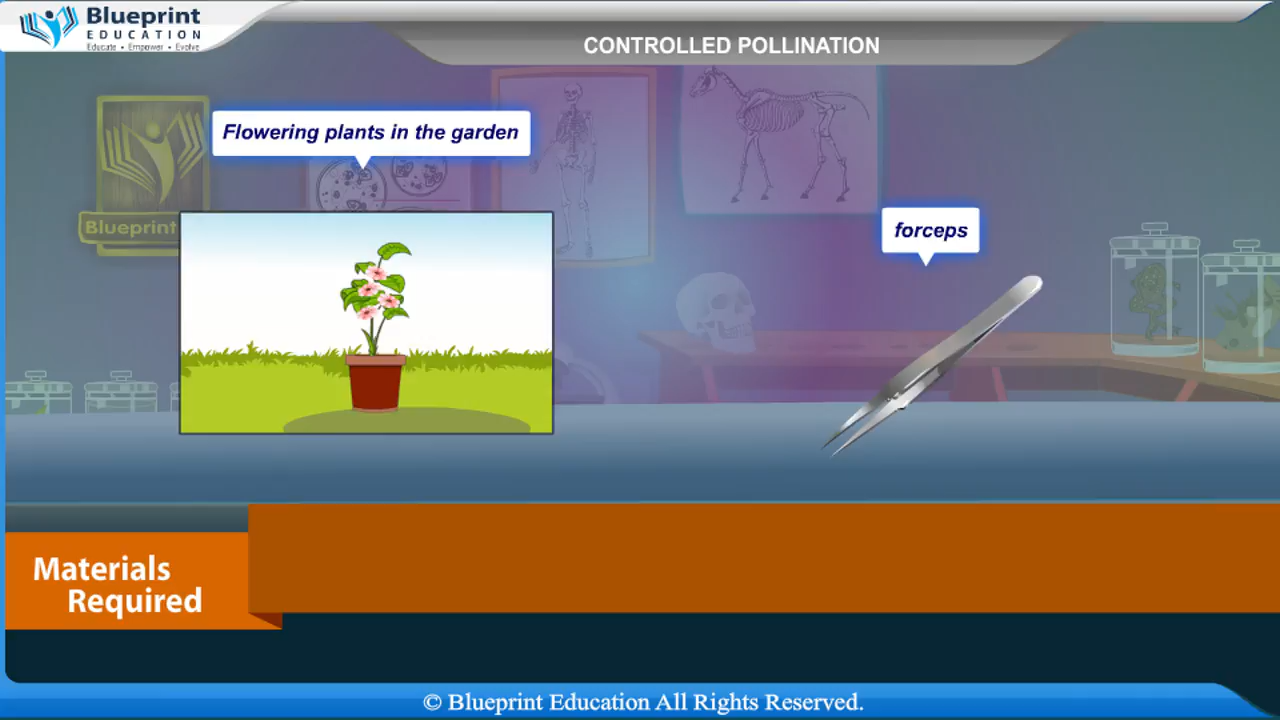 Blueprint
EDUCATION
Educate • Empower • Evolve
CONTROLLED POLLINATION
Flowering plants in the garden
Blueprint
forceps
Materials
Required
© Blueprint Education All Rights Reserved.